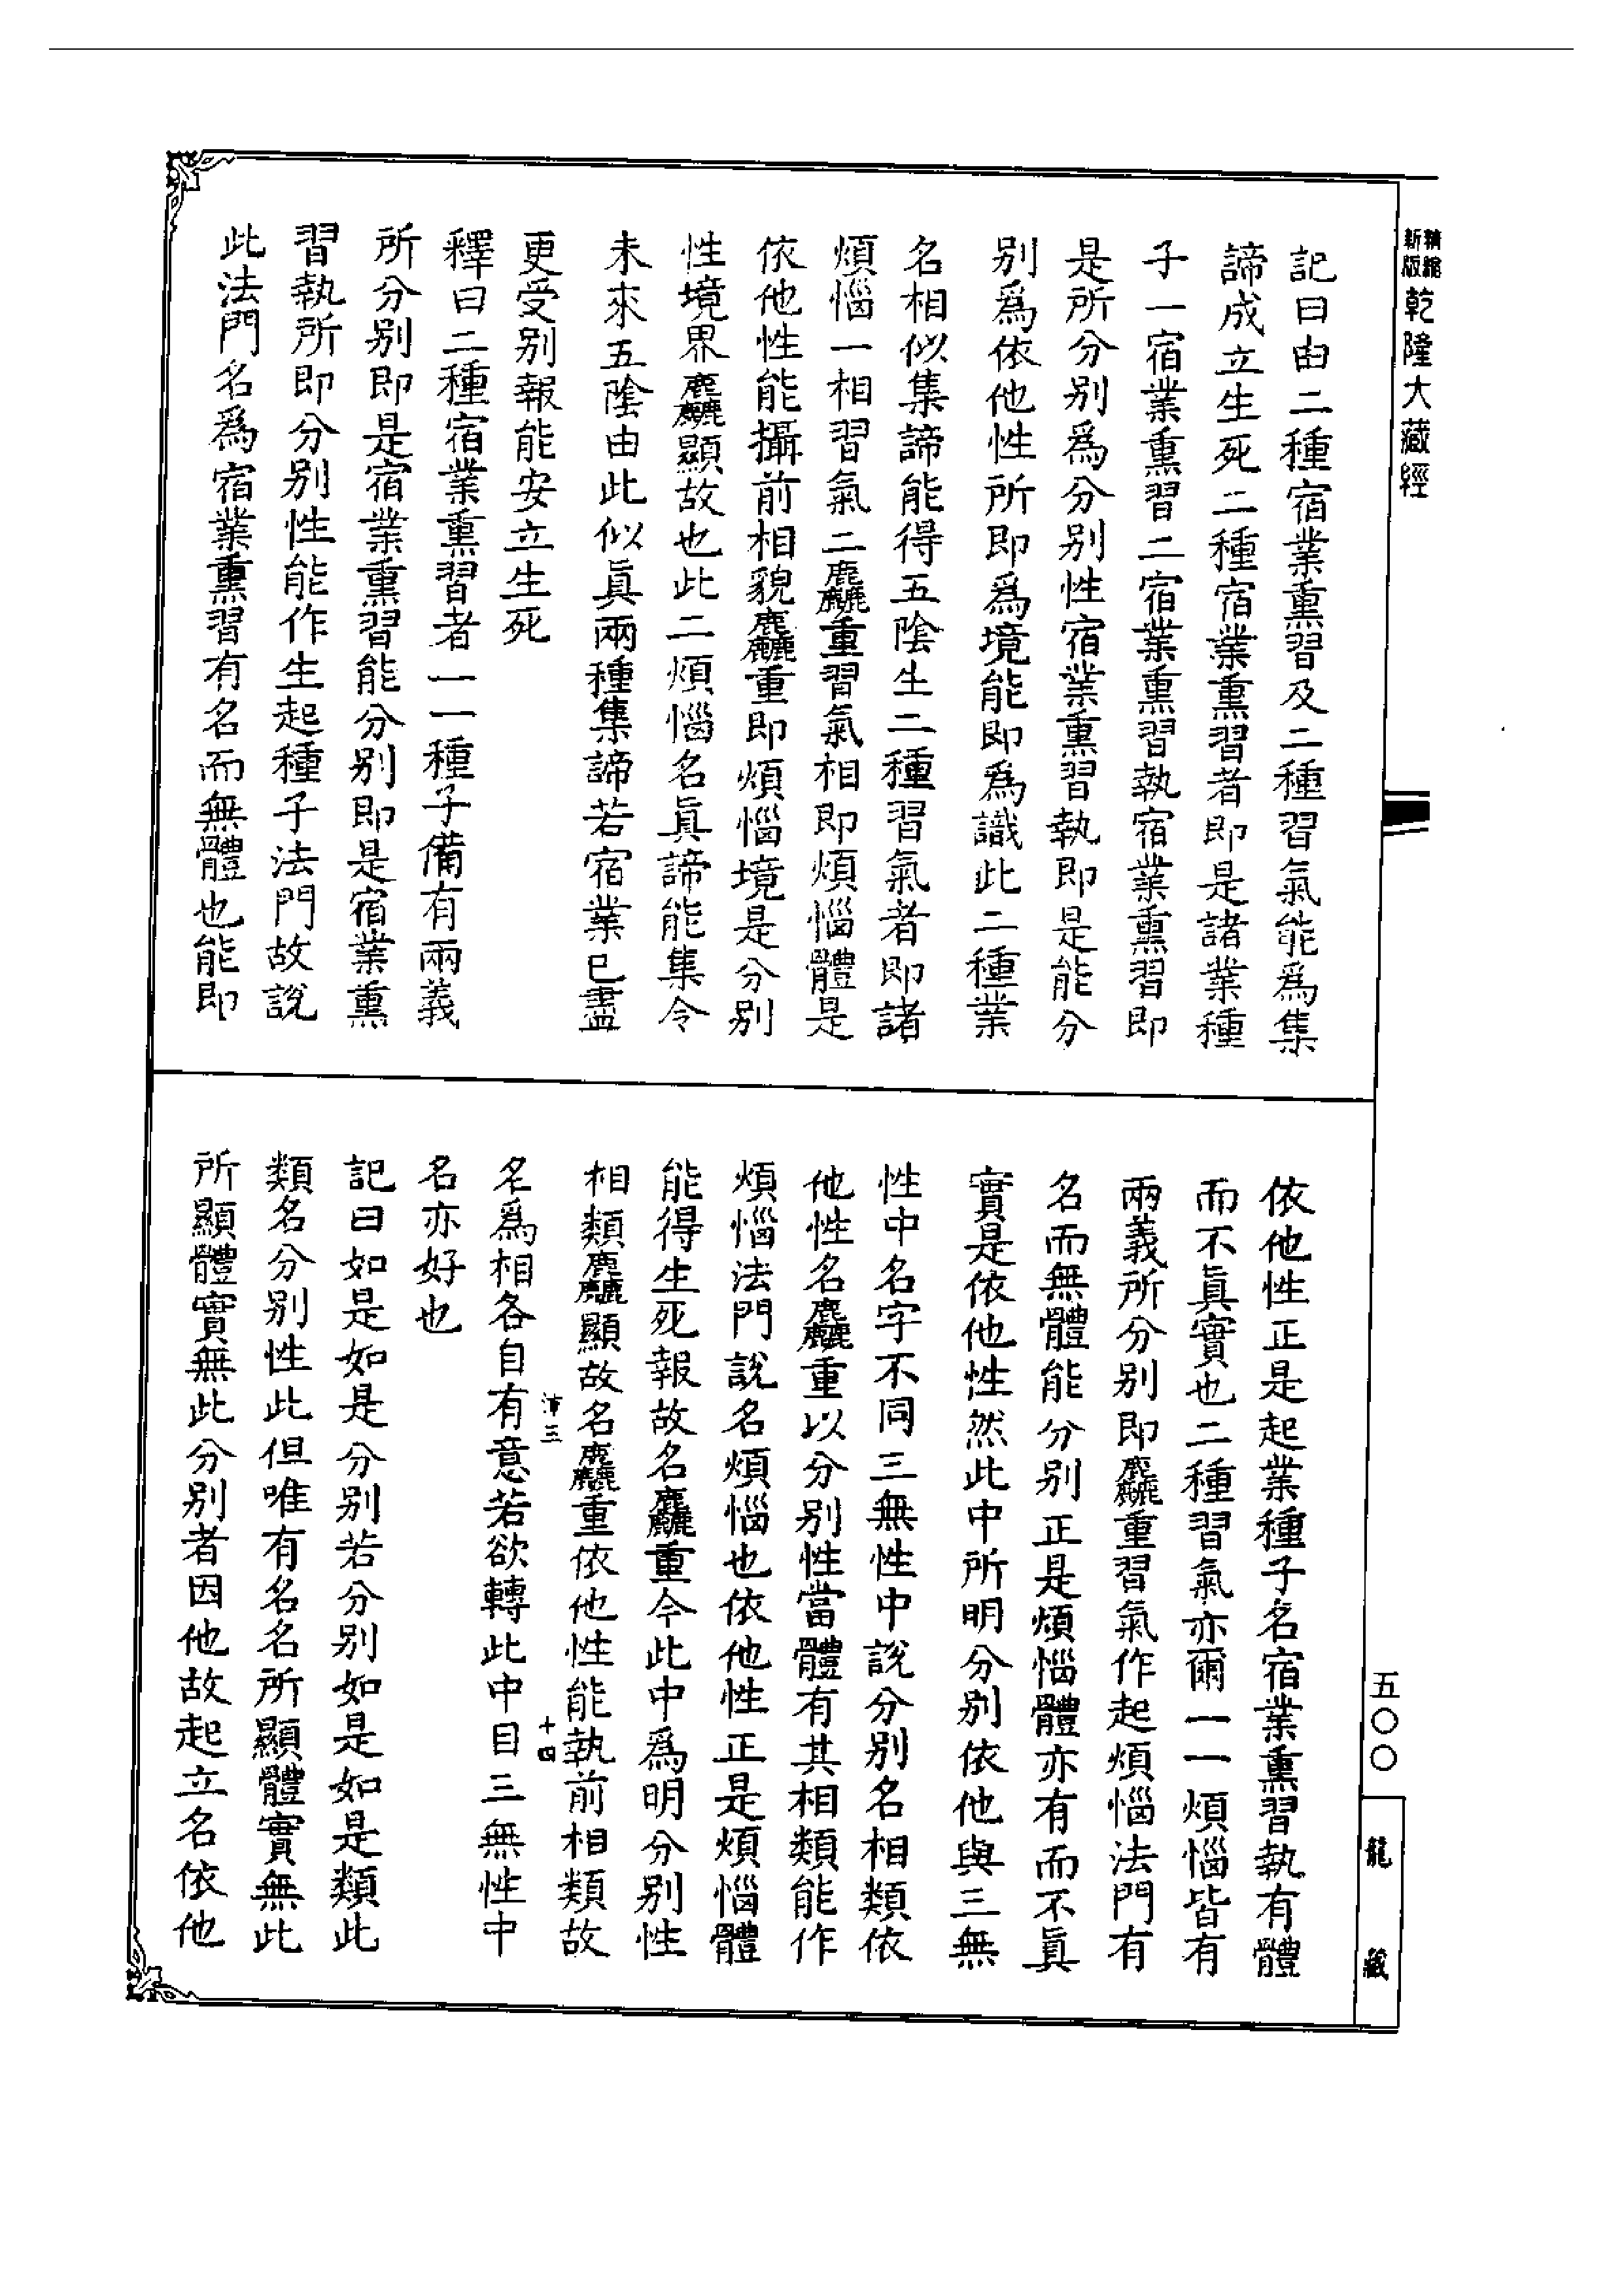 精縮
新版
乾隆大藏經
記曰由二種宿業熏習及二種習氣能爲集
諦成立生死二種宿業熏習者即是諸業種
子一宿業熏習二宿業熏習執宿業熏習即
是所分別爲分別性宿業熏習執即是能分
別爲依他性所即爲境能即爲識此二種業
名相似集諦能得五陰生二種習氣者即諸
煩惱一相習氣二麤重習氣相即煩惱體是
依他性能攝前相貌麤重即煩惱境是分別
性境界麤顯故也此二煩惱名眞諦能集令
未來五陰由此似眞兩種集諦若宿業已盡
更受別報能安立生死
釋曰二種宿業熏習者一一種子備有兩義
所分別即是宿業熏習能分別即是宿業熏
習執所即分別性能作生起種子法門故說
此法門名爲宿業熏習有名而無體也能即
依他性正是起業種子名宿業熏習執有體
而不眞實也二種習氣亦爾一一煩惱皆有
兩義所分別即麤重習氣作起煩惱法門有
名而無體能分別正是煩惱體亦有而不眞
實是依他性然此中所明分別依他與三無
性中名字不同三無性中說分別名相類依
他性名麤重以分別性當體有其相類能作
煩惱法門說名煩惱也依他性正是煩惱體
能得生死報故名麤重今此中爲明分別性
相類麤顯故名麤重依他性能執前相類故
名爲相各自有意若欲轉此中目三無性中
名亦好也
記曰如是如是分別若分別如是如是類此
類名分別性此但唯有名名所顯體實無此
所顯體實無此分別者因他故起立名依他
三
十四
五〇〇
龍藏